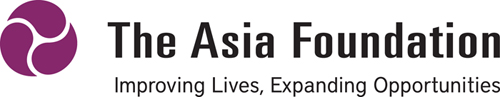 The Asia Foundation
Improving Lives, Expanding Opportunities